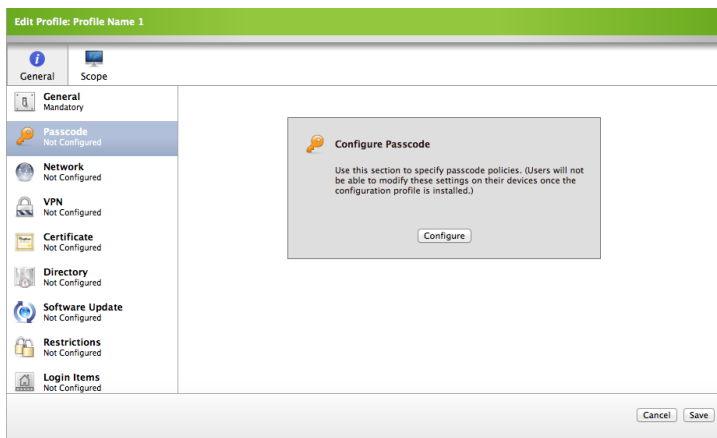 Edit Profile: Profile Name 1
General
Scope
General
Mandatory
Passcode
Not Configured
Network
Not Configured
VPN
Not Configured
Certificate
Not Configured
Directory
Not Configured
Software Update
Not Configured
Restrictions
Not Configured
Login Items
Not Configured
Configure Passcode
Use this section to specify passcode policies. (Users will not
be able to modify these settings on their devices once the
configuration profile is installed.)
Configure
Cancel
Save